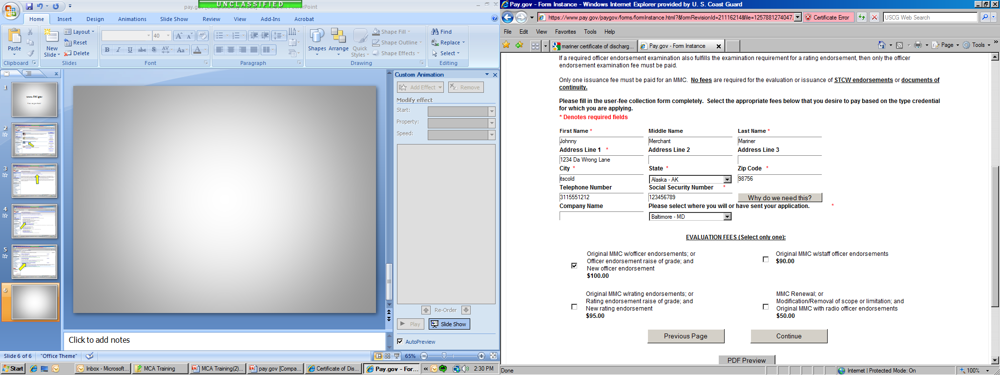 pay.gov [Compatibility Mode] - Microsoft PowerPoint
UNCLASSIFIED
Home Insert Design Animations Slide Show Review View Add-Ins Acrobat
Paste
New Slide
Layout
Reset
Delete
40
B I U abc S AV Aa A
Shapes Arrange Quick Styles
Shape Fill
Shape Outline
Shape Effects
Find
Replace
Select
Clipboard Slides Font Paragraph Drawing Editing
1
www.PAY.gov
2
3
4
5
6
Custom Animation
Add Effect Remove
Modify effect
Start:
Property:
Speed:
Re-Order
Play Slide Show
AutoPreview
Click to add notes
Slide 6 of 6 "Office Theme" 65%
Start Inbox - Microsoft... MCA Training MCA Training(2)... pay.gov [Compa... Certificate of Dis... Pay.gov - For... 2:30 PM
Pay.gov - Form Instance - Windows Internet Explorer provided by U. S. Coast Guard
https://www.pay.gov/paygov/forms/formInstance.html?&formRevisionId=21116214&file=1257881274047. Certificate Error USCG Web Search
File Edit View Favorites Tools Help
mariner certificate of discharg... Pay.gov - Form Instance Page Tools
If a required officer endorsement examination also fulfills the examination requirement for a rating endorsement, then only the officer
endorsement examination fee must be paid.
Only one issuance fee must be paid for an MMC. No fees are required for the evaluation or issuance of STCW endorsements or documents of
continuity.
Please fill in the user-fee collection form completely. Select the appropriate fees below that you desire to pay based on the type credential
for which you are applying.
* Denotes required fields
First Name * Middle Name Last Name *
Johnny Merchant Mariner
Address Line 1 * Address Line 2 Address Line 3
1234 Da Wrong Lane
City * State * Zip Code *
itscold Alaska - AK 98756
Telephone Number Social Security Number *
3115551212 123456789 Why do we need this?
Company Name Please select where you will or have sent your application. *
Baltimore - MD
EVALUATION FEES (Select only one):
Original MMC w/officer endorsements; or
Officer endorsement raise of grade; and
New officer endorsement
$100.00
Original MMC w/staff officer endorsements
$90.00
Original MMC w/rating endorsements; or
Rating endorsement raise of grade; and
New rating endorsement
$95.00
MMC Renewal; or
Modification/Removal of scope or limitation; and
Original MMC with radio officer endorsements
$50.00
Previous Page Continue
PDF Preview
Done Internet | Protected Mode: On 100%